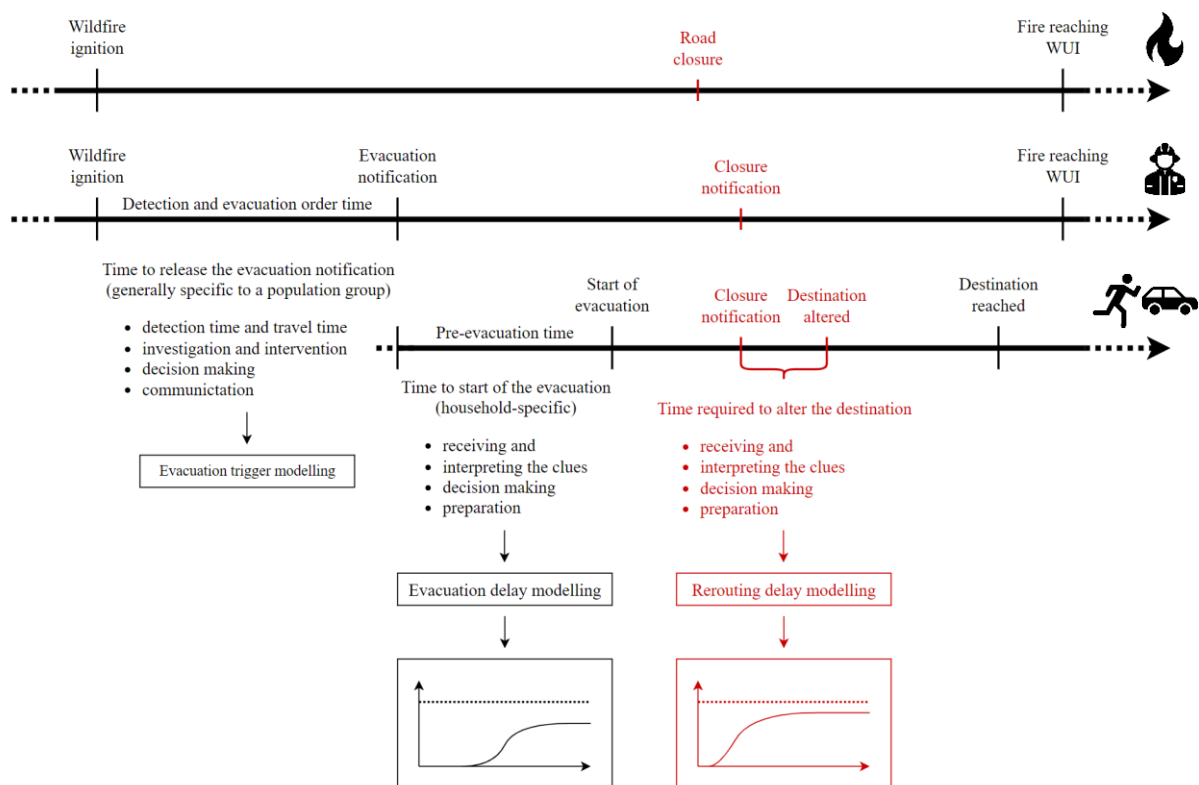 Wildfire
ignition
Road
closure
Fire reaching
WUI
Wildfire
ignition
Evacuation
notification
Closure
notification
Fire reaching
WUI
Detection and evacuation order time
Time to release the evacuation notification
(generally specific to a population group)
• detection time and travel time
• investigation and intervention
• decision making
• communictation
Evacuation trigger modelling
Start of
evacuation
Closure
notification
Destination
altered
Destination
reached
Pre-evacuation time
Time to start of the evacuation
(household-specific)
• receiving and
• interpreting the clues
• decision making
• preparation
Evacuation delay modelling
Time required to alter the destination
• receiving and
• interpreting the clues
• decision making
• preparation
Rerouting delay modelling